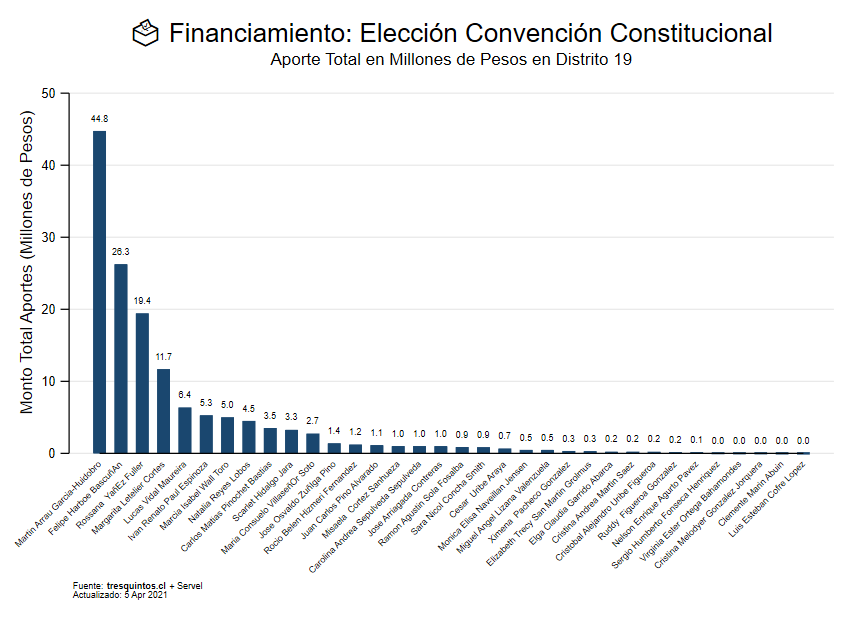 Financiamiento: Elección Convención Constitucional
Aporte Total en Millones de Pesos en Distrito 19
Monto Total Aportes (Millones de Pesos)
50
40
30
20
10
0
44.8
26.3
19.4
11.7
6.4
5.3
5.0
4.5
3.5
3.3
2.7
1.4
1.2
1.1
1.0
1.0
1.0
0.9
0.9
0.7
0.5
0.5
0.3
0.3
0.2
0.2
0.2
0.2
0.1
0.0
0.0
0.0
0.0
0.0
Martin Arrau Garcia-Huidobro
Felipe Harboe BascuñAn
Rossana YañEz Fuller
Margarita Letelier Cortes
Lucas Vidal Maureira
Ivan Renato Paul Espinoza
Marcia Isabel Wall Toro
Natalia Reyes Lobos
Carlos Matias Pinochet Bastias
Scarlet Hidalgo Jara
Maria Consuelo VillaseñOr Soto
Jose Osvaldo Zuñiga Pino
Rocio Belen Hizmeri Fernandez
Juan Carlos Pino Alvarado
Misaela Cortez Sanhueza
Carolina Andrea Sepulveda Sepulveda
Jose Arriagada Contreras
Ramon Agustin Sola Fosalba
Sara Nicol Concha Smith
Cesar Uribe Araya
Monica Elisa Navellan Jensen
Miguel Angel Lizana Valenzuela
Ximena Pacheco Gonzalez
Elizabeth Trecy San Martin Grolmus
Elga Claudia Garrido Abarca
Cristina Andrea Martin Saez
Cristobal Alejandro Uribe Figueroa
Ruddy Figueroa Gonzalez
Nelson Enrique Agurto Pavez
Sergio Humberto Fonseca Henriquez
Virginia Ester Ortega Bahamondes
Cristina Melodyer Gonzalez Jorquera
Clemente Marin Abuin
Luis Esteban Cofre Lopez
Fuente: tresquintos.cl + Servel
Actualizado: 5 Apr 2021